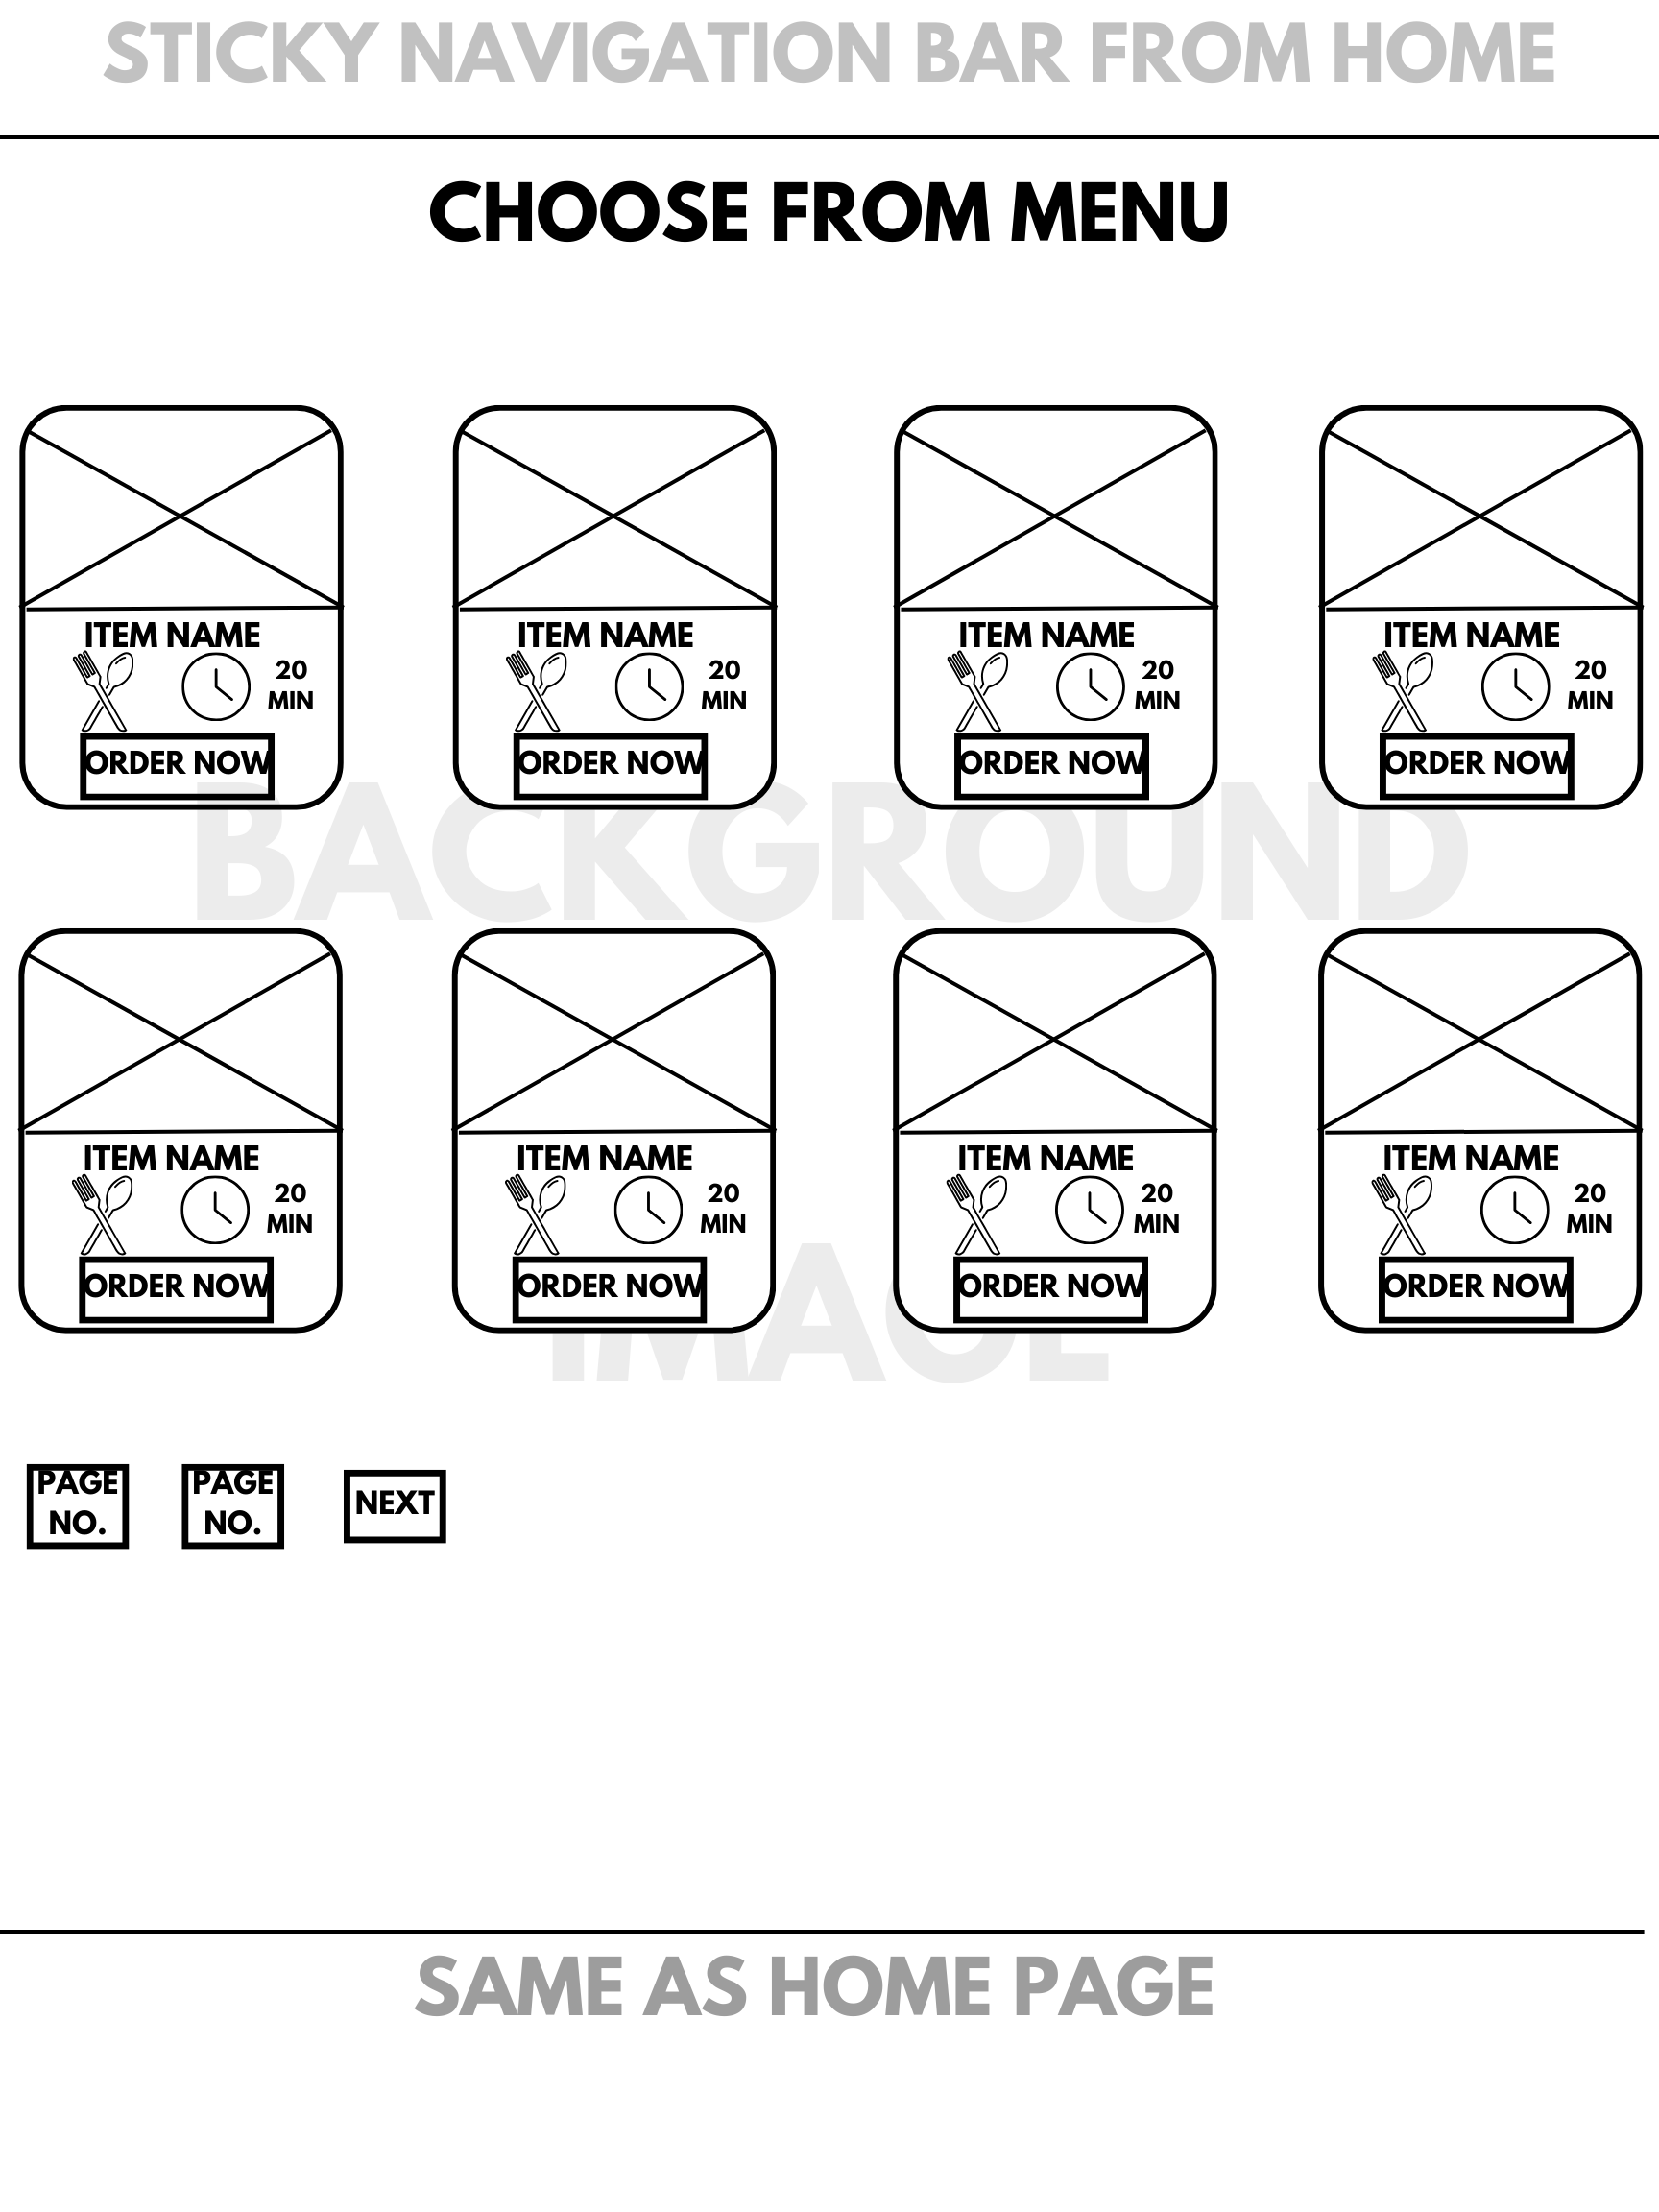 STICKY NAVIGATION BAR FROM HOME
CHOOSE FROM MENU
ITEM NAME
20
MIN
ORDER NOW
ITEM NAME
20
MIN
ORDER NOW
ITEM NAME
20
MIN
ORDER NOW
ITEM NAME
20
MIN
ORDER NOW
BACKGROUND
ITEM NAME
20
MIN
ORDER NOW
ITEM NAME
20
MIN
ORDER NOW
ITEM NAME
20
MIN
ORDER NOW
ITEM NAME
20
MIN
ORDER NOW
IMAGE
PAGE
NO.
PAGE
NO.
NEXT
SAME AS HOME PAGE